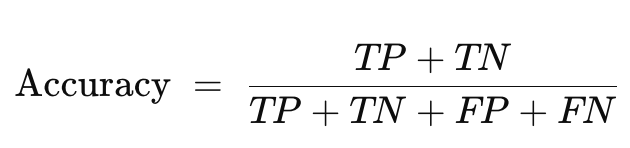 Accuracy = TP + TN / TP + TN + FP + FN